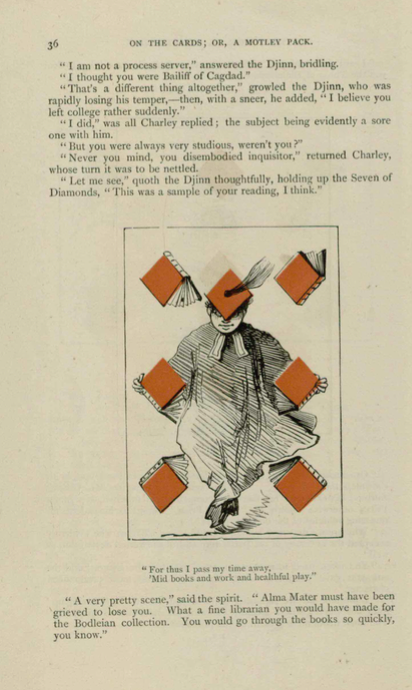 36
ON THE CARDS; OR, A MOTLEY PACK.
"I am not a process server," answered the Djinn, bridling.
"I thought you were Bailiff of Cagdad."
"That's a different thing altogether," growled the Djinn, who was
rapidly losing his temper,—then, with a sneer, he added, "I believe you
left college rather suddenly."
"I did," was all Charley replied; the subject being evidently a sore
one with him.
"But you were always very studious, weren't you?"
"Never you mind, you disembodied inquisitor," returned Charley,
whose turn it was to be nettled.
"Let me see," quoth the Djinn thoughtfully, holding up the Seven of
Diamonds, "This was a sample of your reading, I think."
"For thus I pass my time away,
'Mid books and work and healthful play."
"A very pretty scene," said the spirit. "Alma Mater must have been
grieved to lose you. What a fine librarian you would have made for
the Bodleian collection. You would go through the books so quickly,
you know."